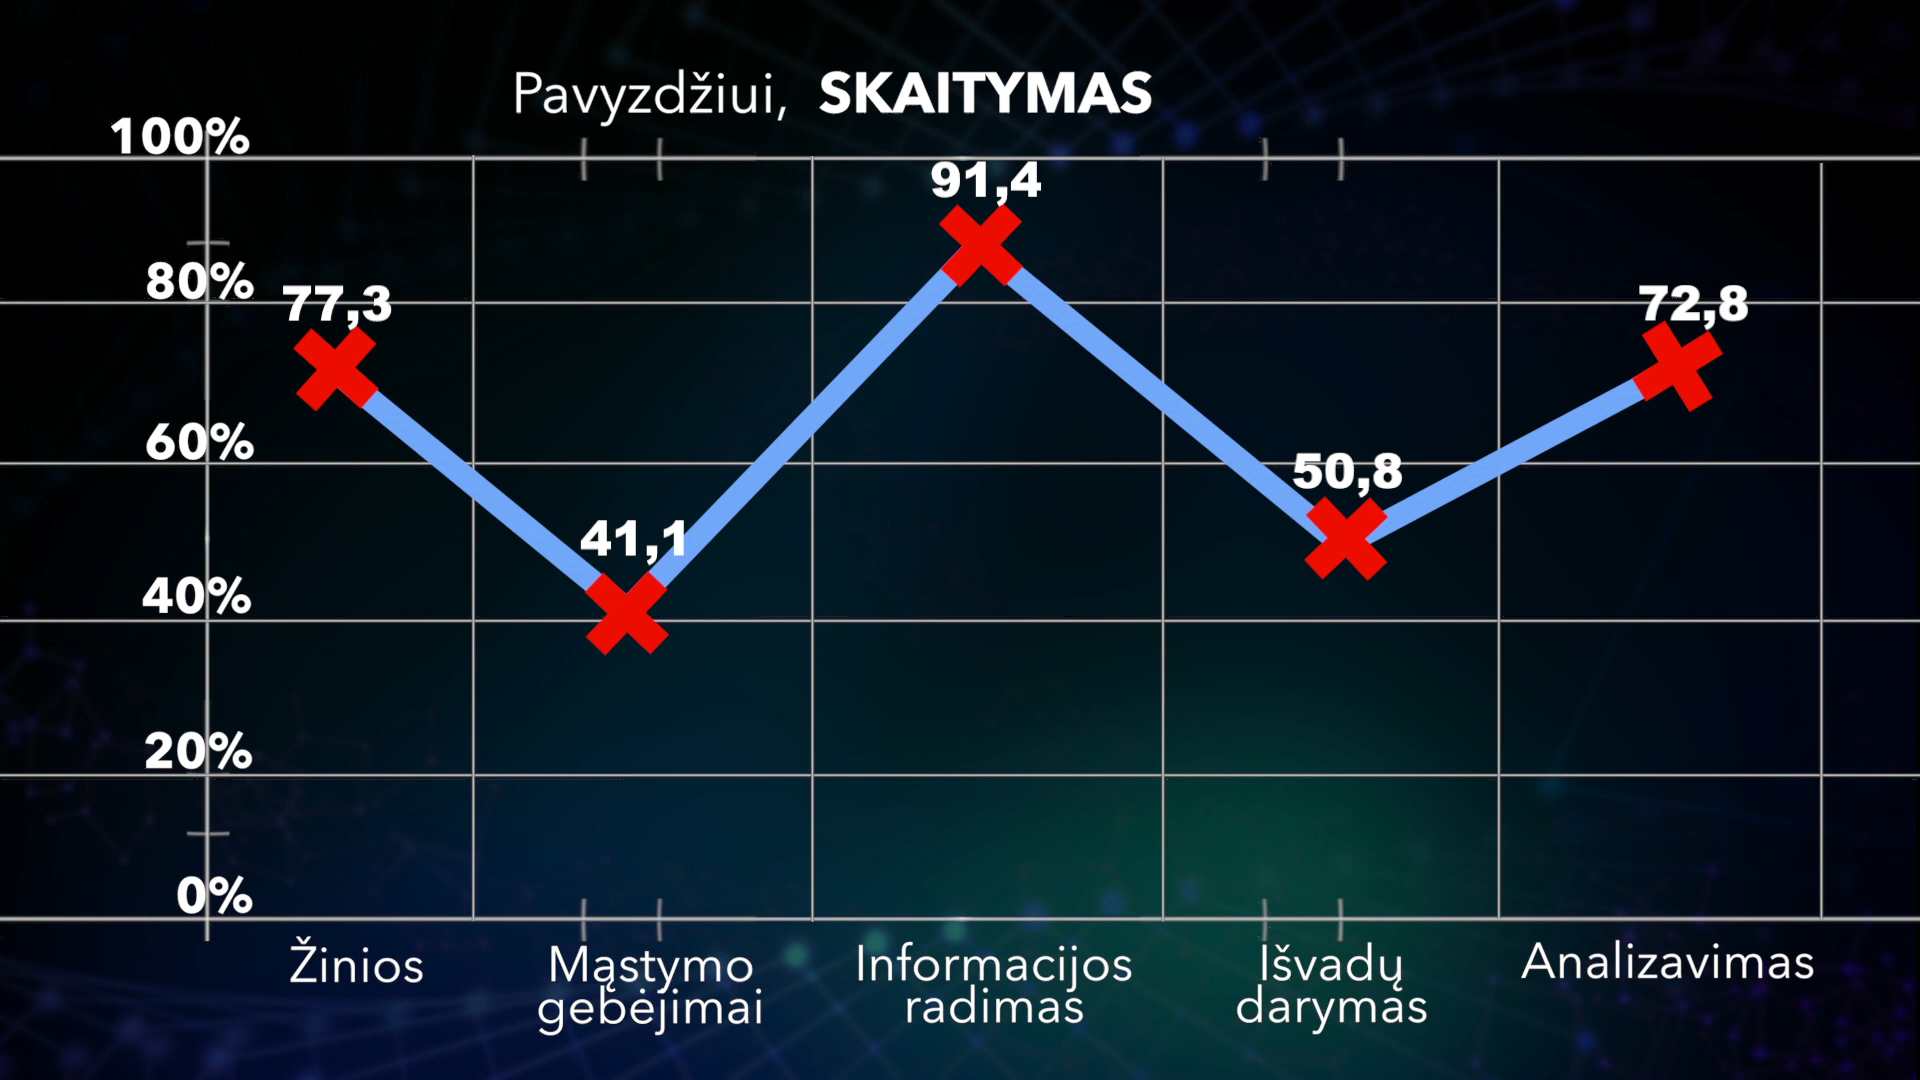 Pavyzdžiui, SKAITYMAS
100%
91,4
80%
77,3
72,8
60%
50,8
41,1
40%
20%
0%
Žinios
Mąstymo
gebėjimai
Informacijos
radimas
Išvadų
darymas
Analizavimas